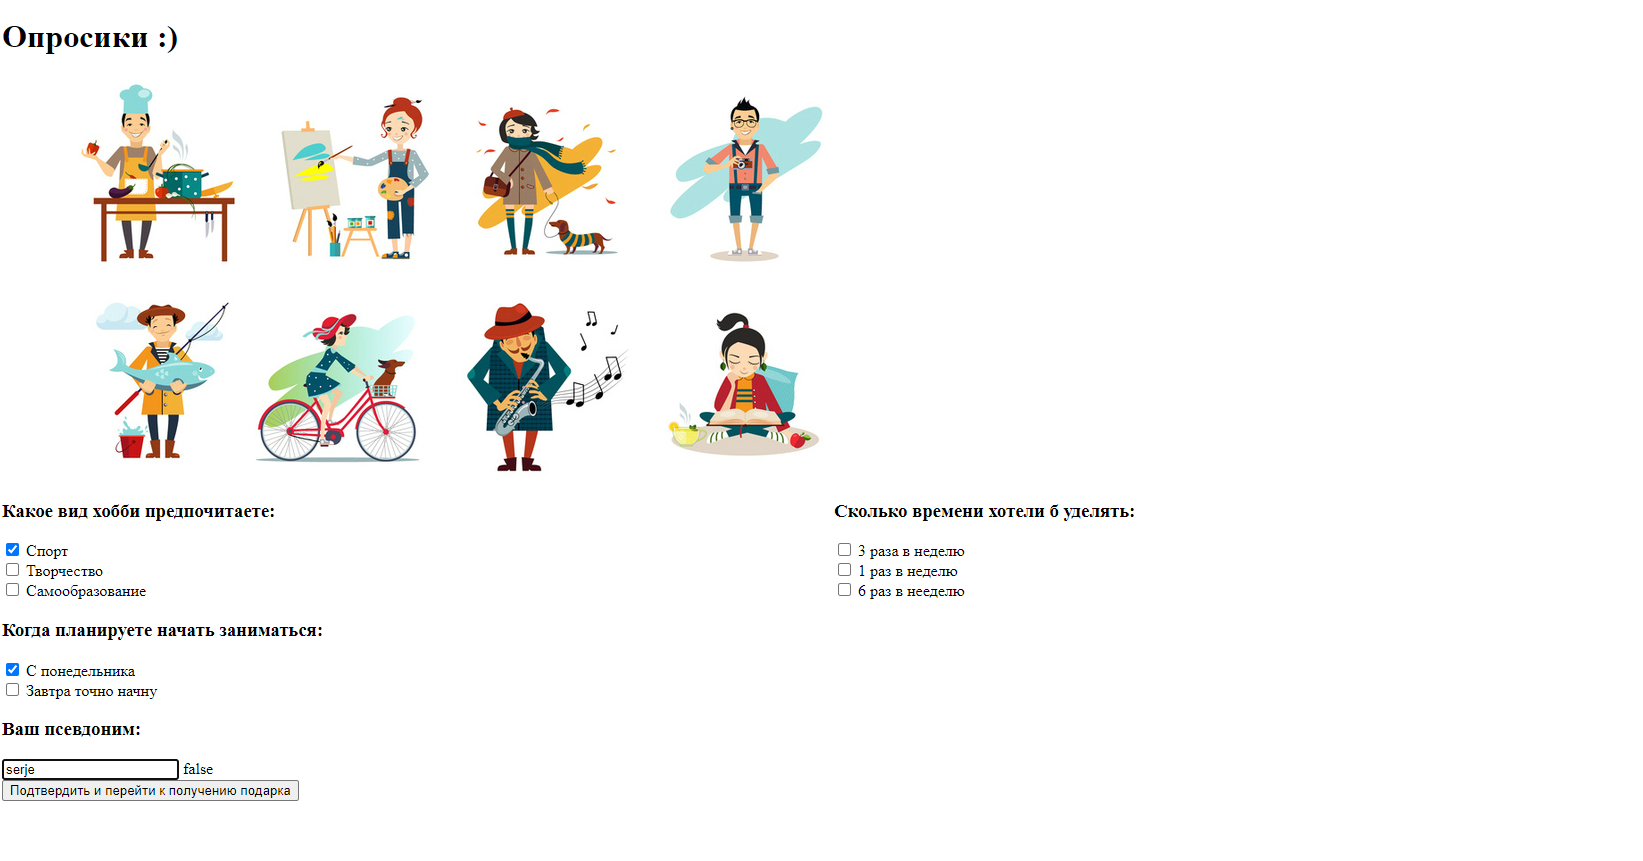 Опросики :)
Какое вид хобби предпочитаете:
Спорт
Творчество
Самообразование
Сколько времени хотели б уделять:
3 раза в неделю
1 раз в неделю
6 раз в нееделю
Когда планируете начать заниматься:
С понедельника
Завтра точно начну
Ваш псевдоним:
serje false
Подтвердить и перейти к получению подарка